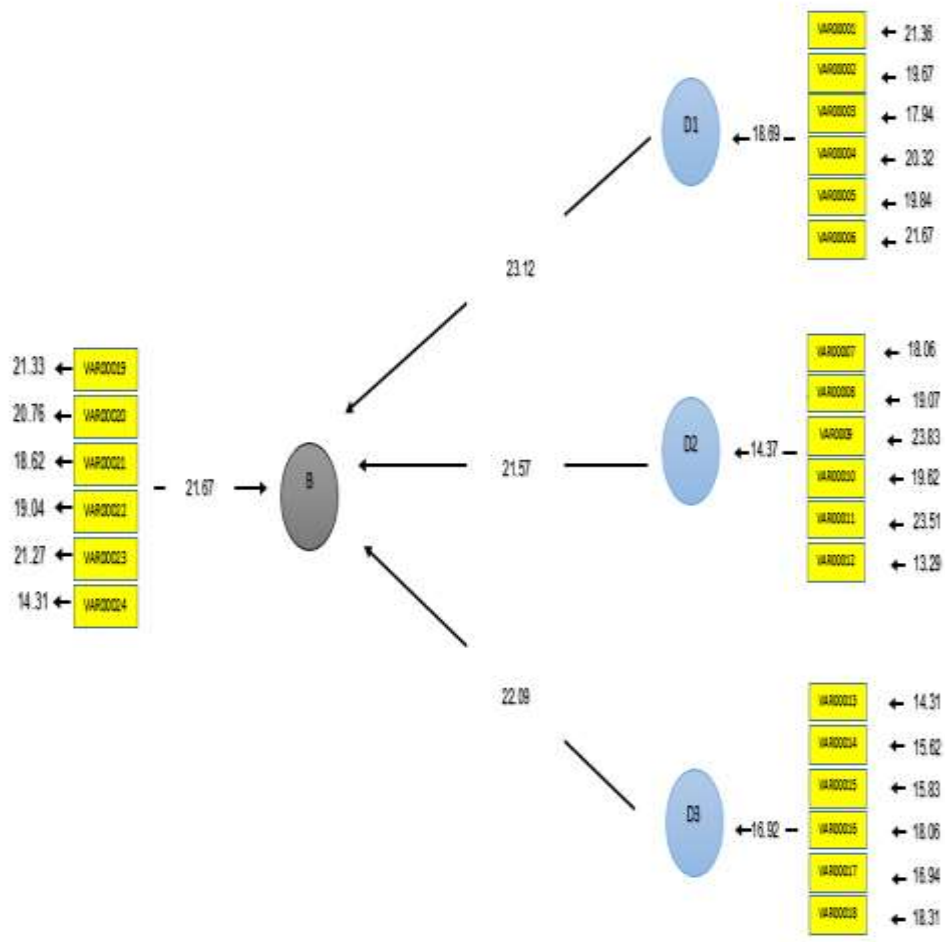 VAR00001 21.36
VAR00002 19.67
VAR00003 17.94
VAR00004 20.32
VAR00005 19.84
VAR00006 21.67
D1
18.69
23.12
VAR00007 18.06
VAR00008 19.07
VAR0009 23.83
VAR00010 19.62
VAR00011 23.51
VAR00012 13.29
D2
14.37
21.57
21.33 VAR00019
20.76 VAR00020
18.62 VAR00021
19.04 VAR00022
21.27 VAR00023
14.31 VAR00024
21.67
B
22.09
VAR00013 14.31
VAR00014 15.62
VAR00015 15.83
VAR00016 18.06
VAR00017 16.94
VAR00018 18.31
D3
16.92